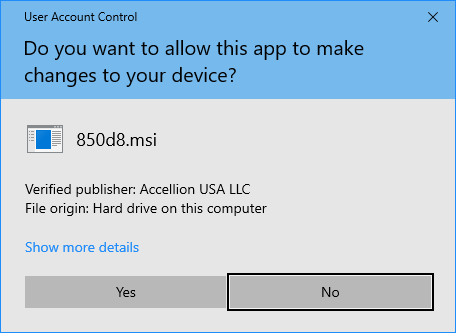 User Account Control
Do you want to allow this app to make
changes to your device?
850d8.msi
Verified publisher: Accellion USA LLC
File origin: Hard drive on this computer
Show more details
Yes
No